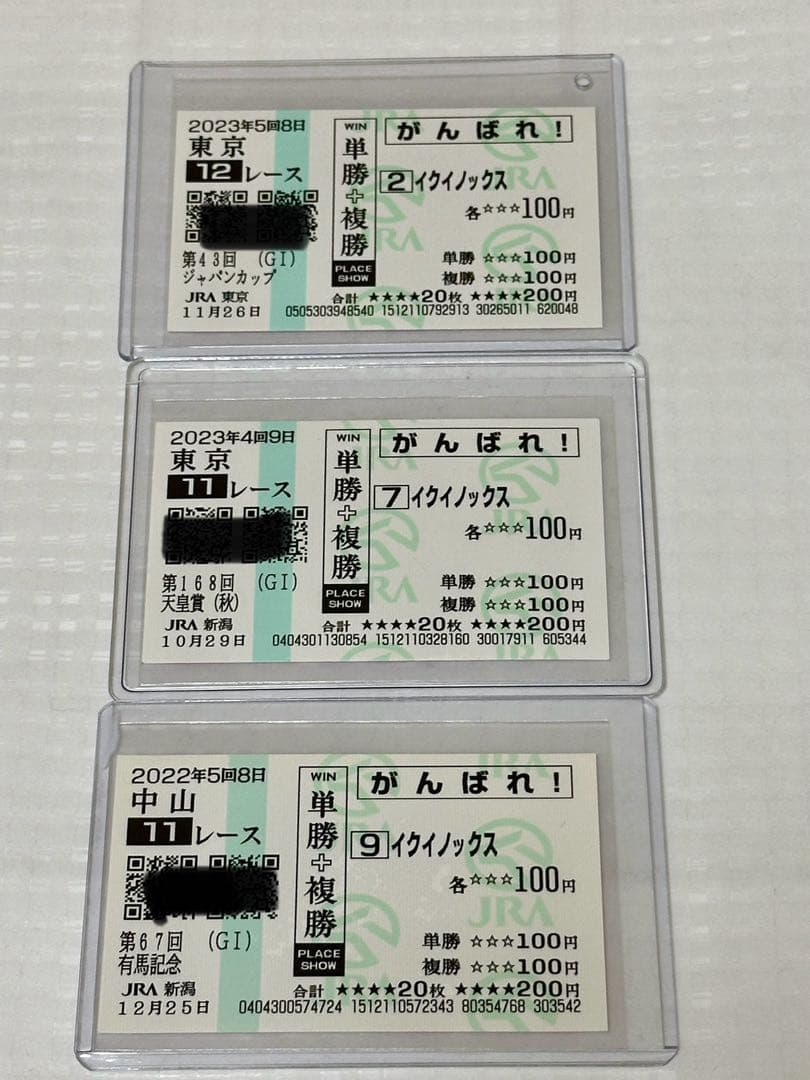 2023年5回8日
東京
12レース
第43回 (GI)
ジャパンカップ
JRA 東京
11月26日
WIN
単勝+複勝
PLACE
SHOW
がんばれ!
2 イクイノックス
各☆☆☆100円
単勝 ☆☆☆100円
複勝 ☆☆☆100円
合計 ★★★★20枚 ★★★★200円
0505303948540 1512110792913 30265011 620048
2023年4回9日
東京
11レース
第168回 (GI)
天皇賞(秋)
JRA 新潟
10月29日
WIN
単勝+複勝
PLACE
SHOW
がんばれ!
7 イクイノックス
各☆☆☆100円
単勝 ☆☆☆100円
複勝 ☆☆☆100円
合計 ★★★★20枚 ★★★★200円
0404301130854 1512110328160 30017911 605344
2022年5回8日
中山
11レース
第67回 (GI)
有馬記念
JRA 新潟
12月25日
WIN
単勝+複勝
PLACE
SHOW
がんばれ!
9 イクイノックス
各☆☆☆100円
単勝 ☆☆☆100円
複勝 ☆☆☆100円
合計 ★★★★20枚 ★★★★200円
0404300574724 1512110572343 80354768 303542